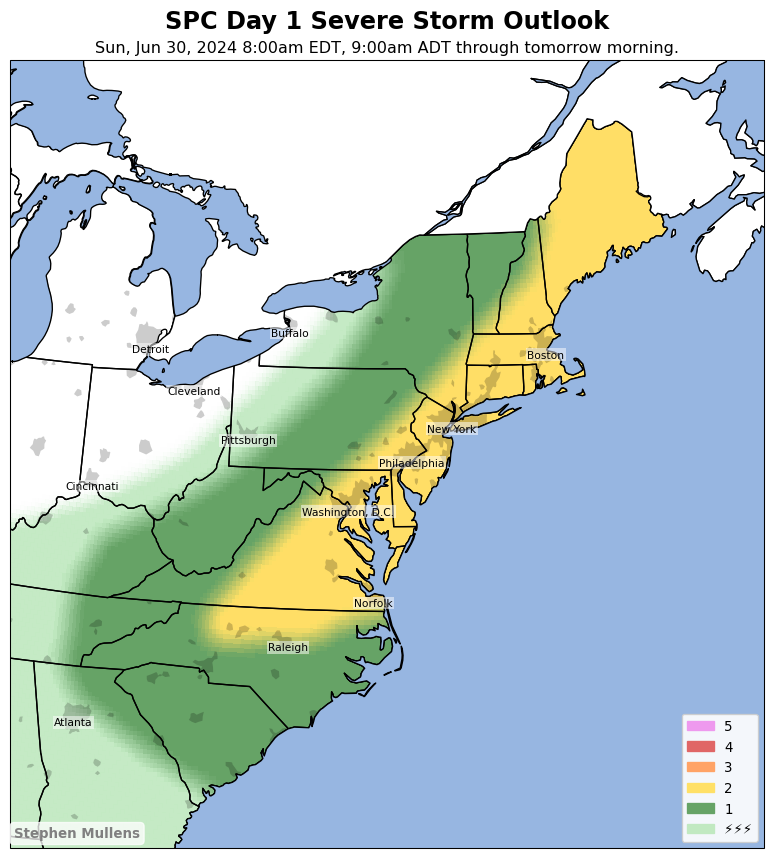 SPC Day 1 Severe Storm Outlook
Sun, Jun 30, 2024 8:00am EDT, 9:00am ADT through tomorrow morning.
Buffalo
Detroit
Boston
Cleveland
New York
Pittsburgh
Philadelphia
Cincinnati
Washington, D.C.
Norfolk
Raleigh
Atlanta
5
4
3
2
1
⚡⚡⚡
Stephen Mullens